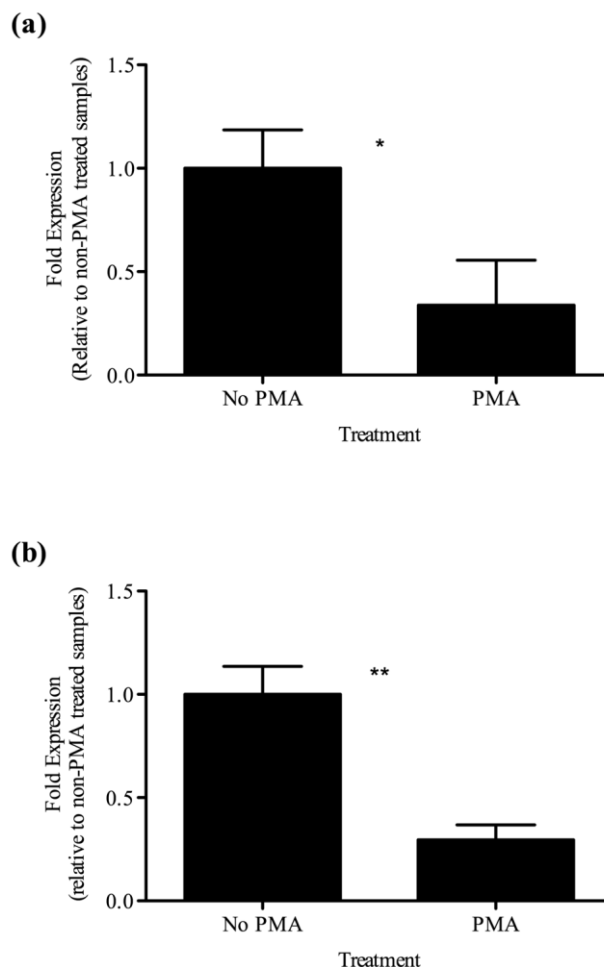 (a)
Fold Expression
(Relative to non-PMA treated samples)
1.5
1.0
0.5
0.0
*
No PMA PMA
Treatment
(b)
Fold Expression
(relative to non-PMA treated samples)
1.5
1.0
0.5
0.0
**
No PMA PMA
Treatment